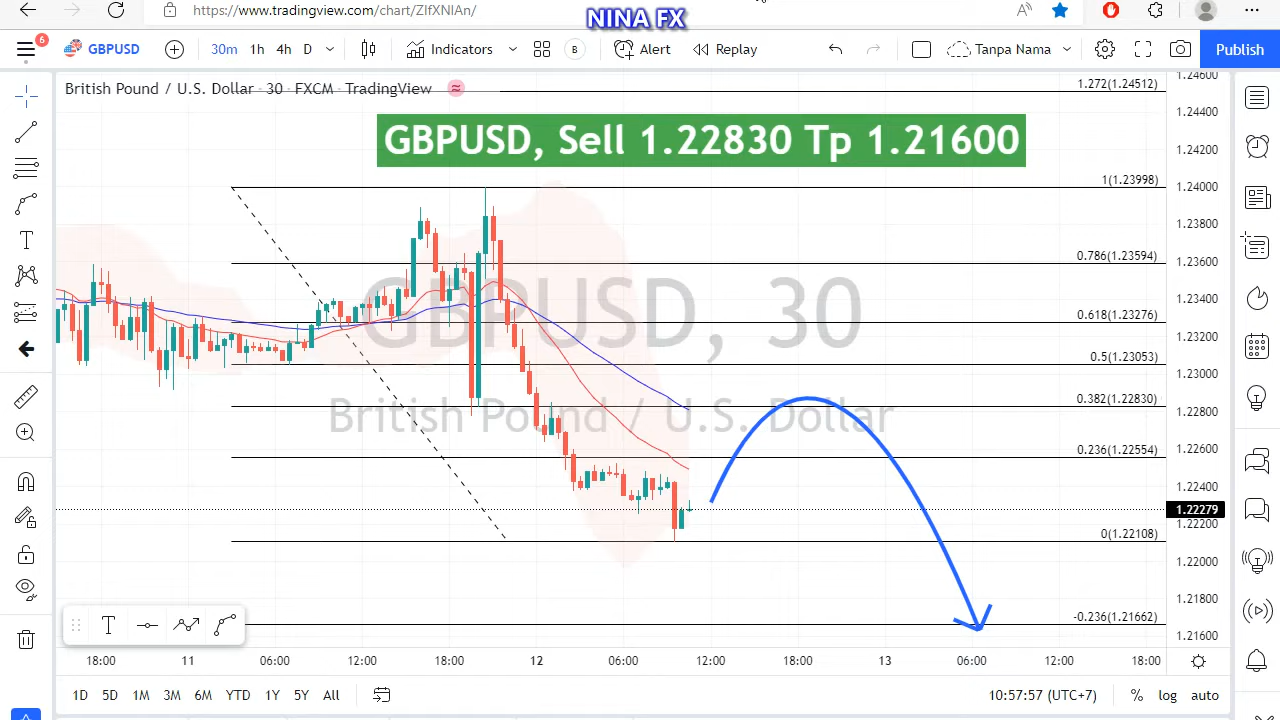 https://www.tradingview.com/chart/ZIfXNIAn/
NINA FX
6
GBPUSD
30m 1h 4h D
Indicators
B
Alert
Replay
Tanpa Nama
Publish
British Pound / U.S. Dollar · 30 · FXCM · TradingView
GBPUSD, Sell 1.22830 Tp 1.21600
GBPUSD, 30
British Pound / U.S. Dollar
1.272(1.24512)
1(1.23998)
0.786(1.23594)
0.618(1.23276)
0.5(1.23053)
0.382(1.22830)
0.236(1.22554)
0(1.22108)
-0.236(1.21662)
1.24600
1.24400
1.24200
1.24000
1.23800
1.23600
1.23400
1.23200
1.23000
1.22800
1.22600
1.22400
1.22279
1.22200
1.22000
1.21800
1.21600
T
T
18:00 11 06:00 12:00 18:00 12 06:00 12:00 18:00 13 06:00 12:00 18:00
1D 5D 1M 3M 6M YTD 1Y 5Y All
10:57:57 (UTC+7) % log auto